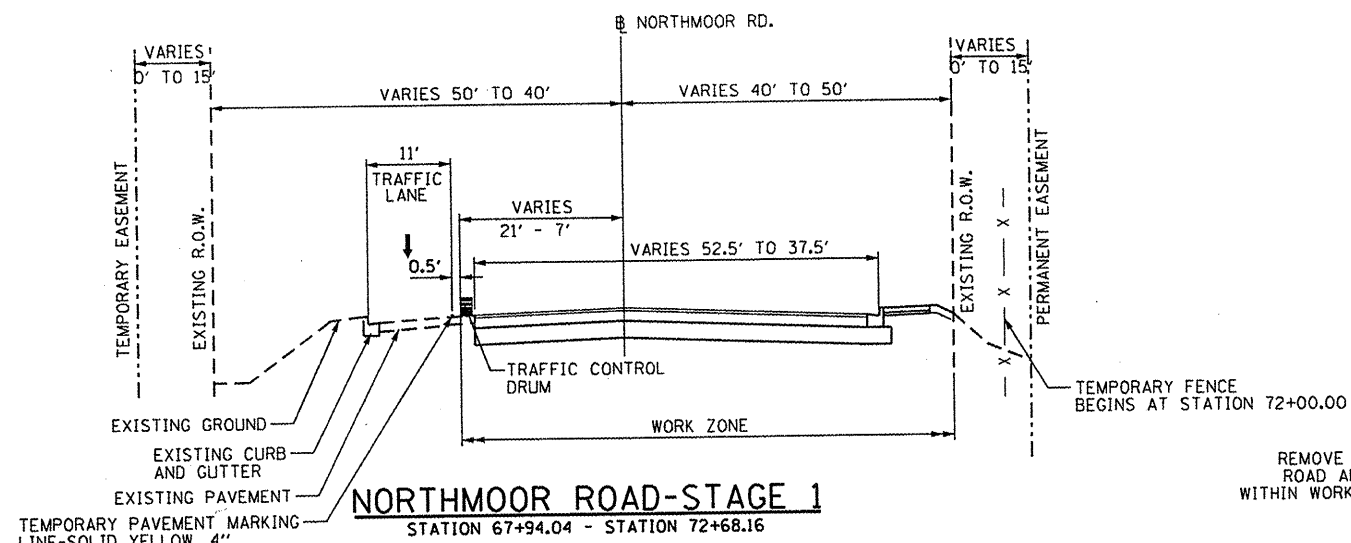 ℄ NORTHMOOR RD.
VARIES
0' TO 15'
VARIES 50' TO 40'
VARIES 40' TO 50'
VARIES
0' TO 15'
TEMPORARY EASEMENT
EXISTING R.O.W.
11'
TRAFFIC
LANE
VARIES
21' - 7'
0.5'
VARIES 52.5' TO 37.5'
EXISTING R.O.W.
X
X
X
PERMANENT EASEMENT
TRAFFIC CONTROL
DRUM
TEMPORARY FENCE
BEGINS AT STATION 72+00.00
EXISTING GROUND
WORK ZONE
EXISTING CURB
AND GUTTER
EXISTING PAVEMENT
TEMPORARY PAVEMENT MARKING
LINE-SOLID YELLOW, 4"
NORTHMOOR ROAD-STAGE 1
STATION 67+94.04 - STATION 72+68.16
REMOVE
ROAD
WITHIN